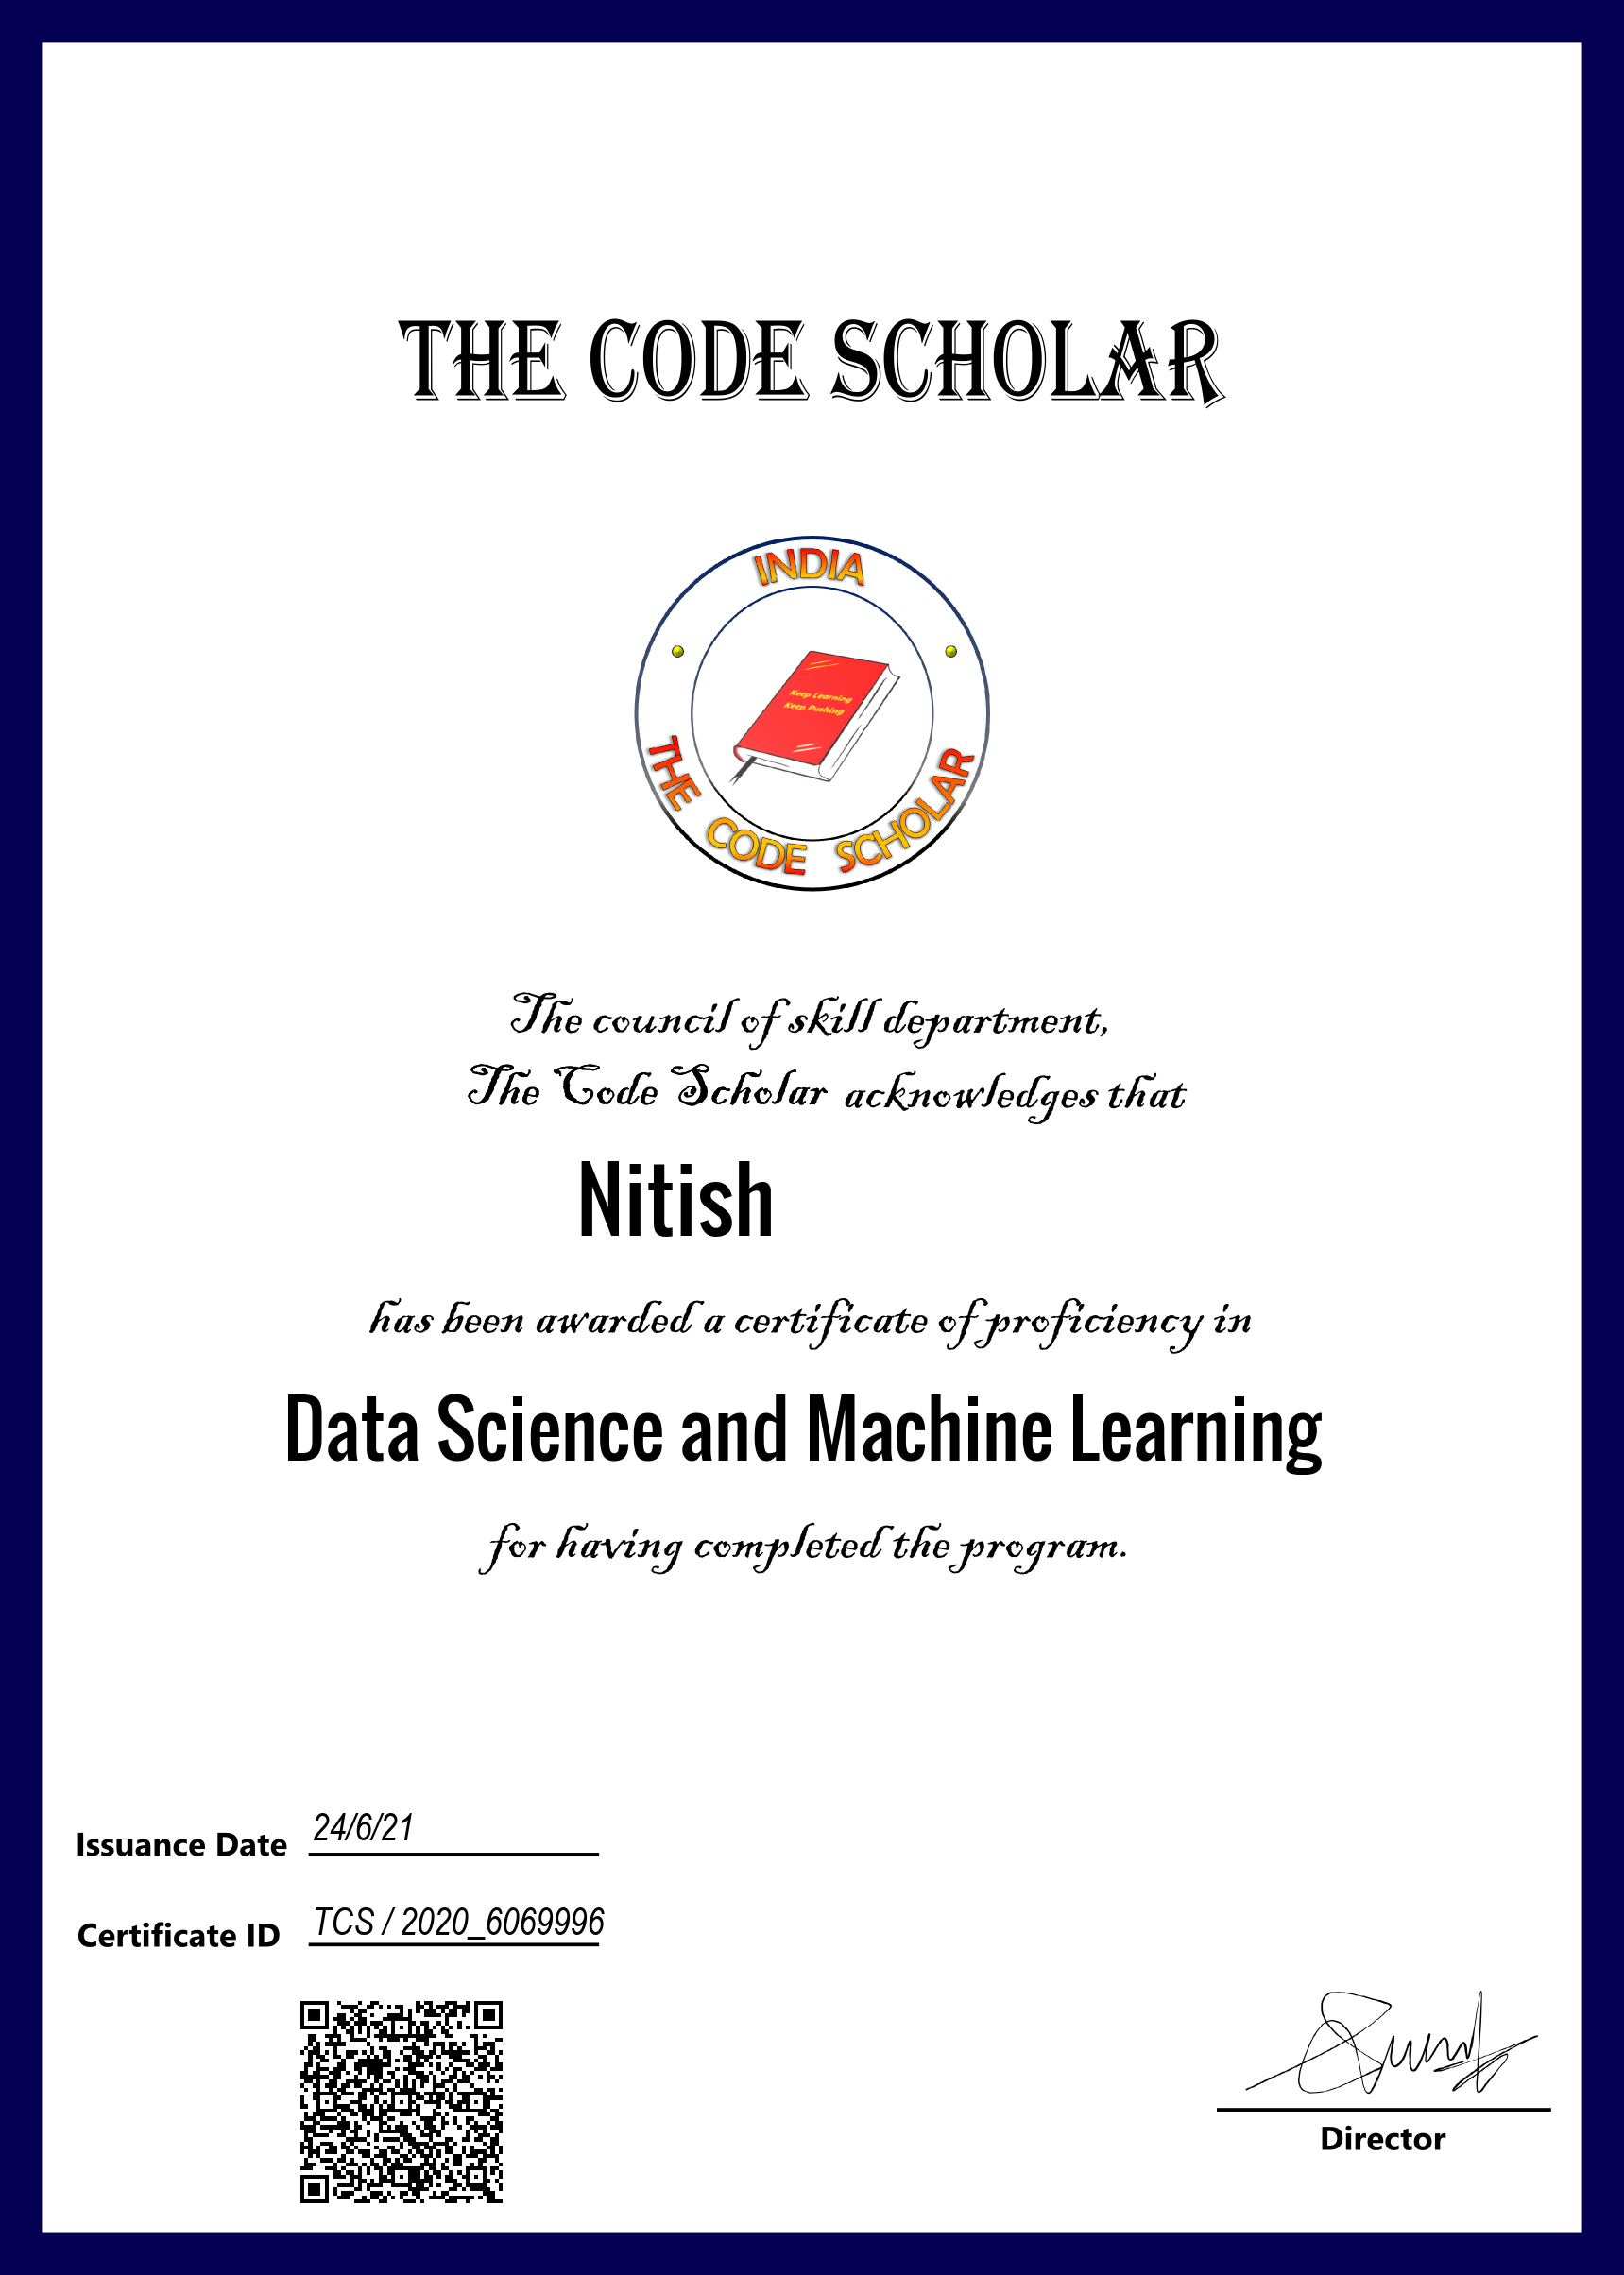 THE CODE SCHOLAR
INDIA
Keep Learning
Keep Pushing
THE CODE SCHOLAR
The council of skill department,
The Code Scholar acknowledges that
Nitish
has been awarded a certificate of proficiency in
Data Science and Machine Learning
for having completed the program.
Issuance Date 24/6/21
Certificate ID TCS / 2020_6069996
Director